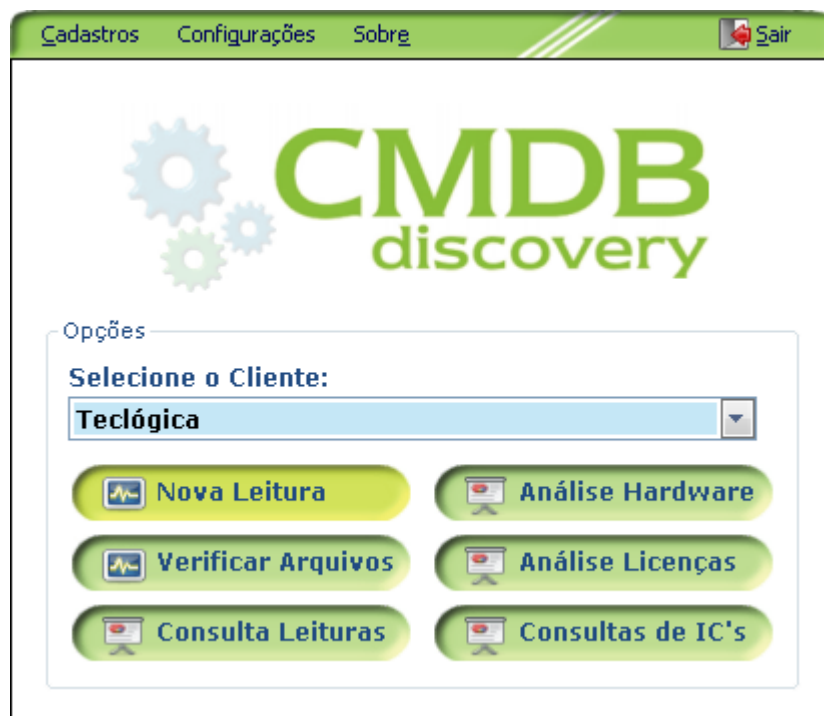 Cadastros Configurações Sobre Sair
CMDB
discovery
Opções
Selecione o Cliente:
Teclógica
Nova Leitura Análise Hardware
Verificar Arquivos Análise Licenças
Consulta Leituras Consultas de IC's